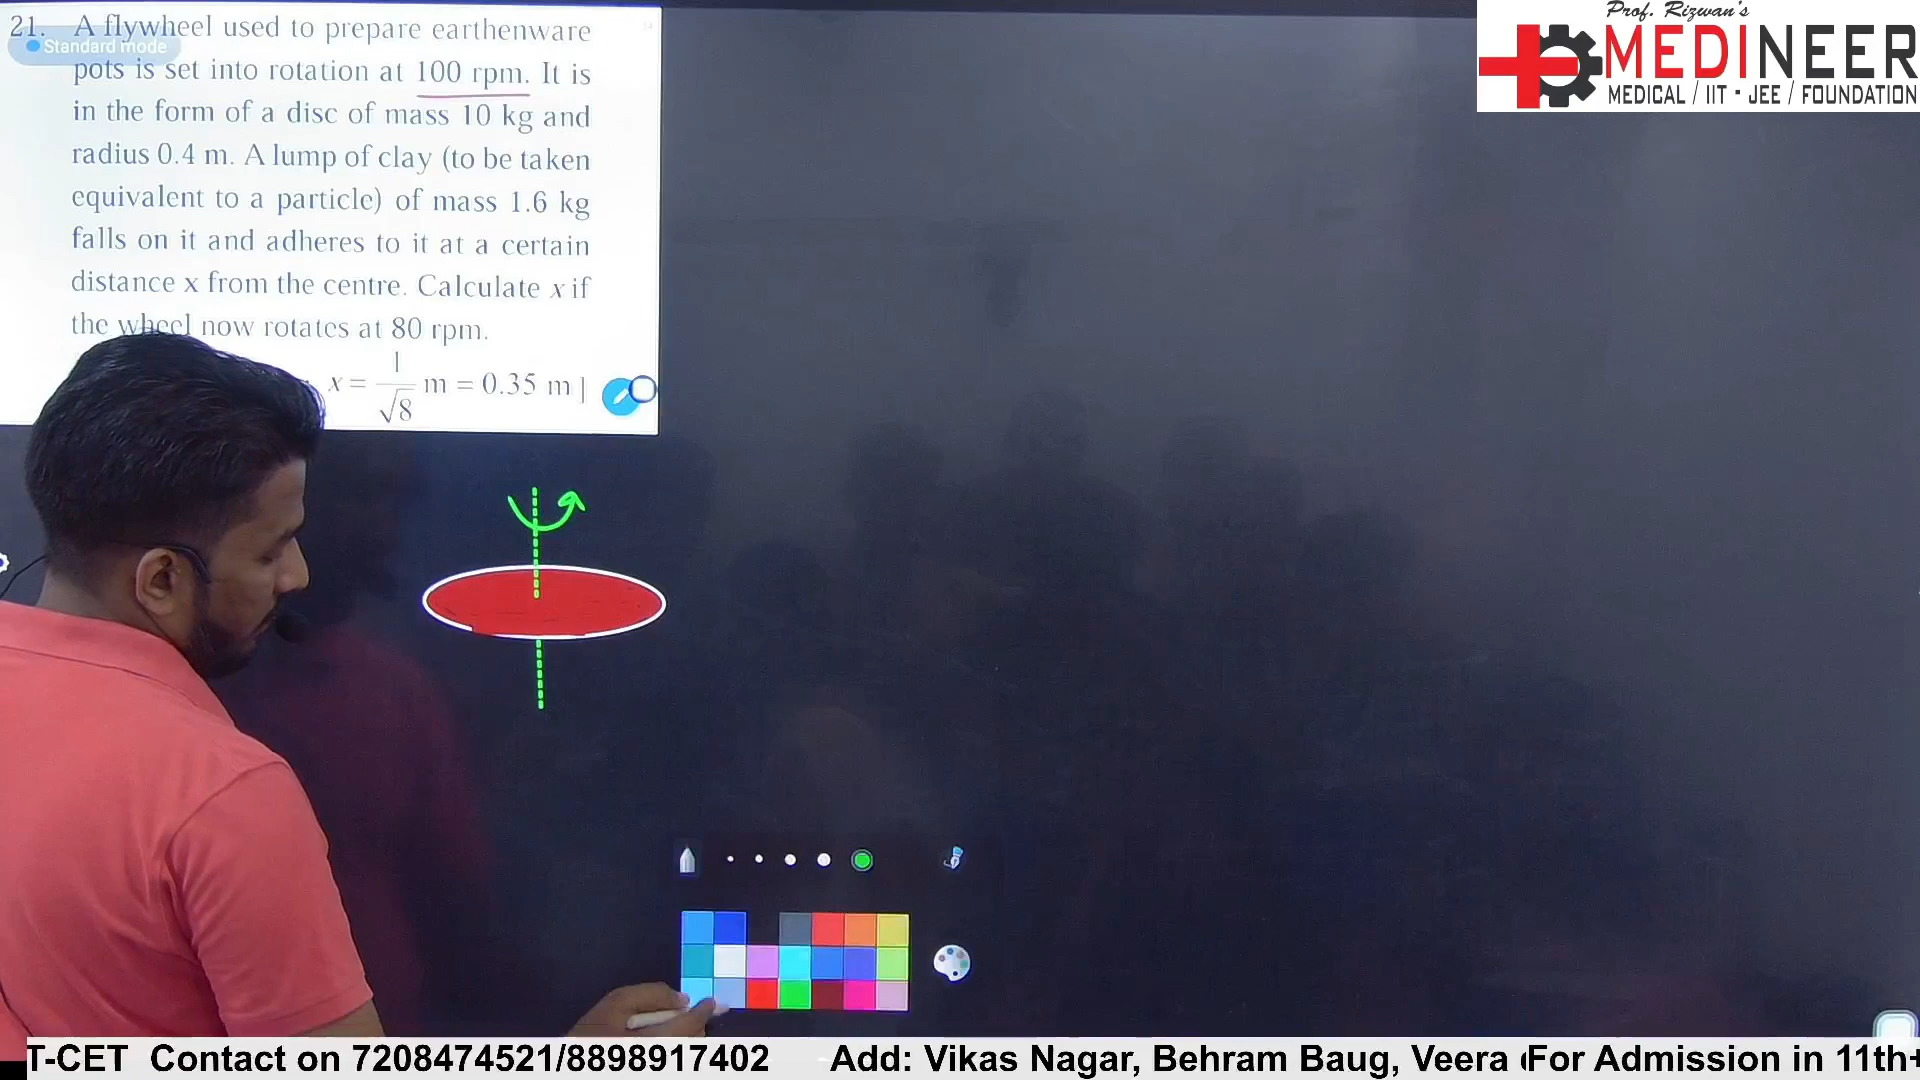 21. A flywheel used to prepare earthenware
Standard mode
pots is set into rotation at 100 rpm. It is
in the form of a disc of mass 10 kg and
radius 0.4 m. A lump of clay (to be taken
equivalent to a particle) of mass 1.6 kg
falls on it and adheres to it at a certain
distance x from the centre. Calculate x if
the wheel now rotates at 80 rpm.
x = 1/√8 m = 0.35 m ]
Prof. Rizwan's
MEDINEER
MEDICAL / IIT - JEE / FOUNDATION
T-CET Contact on 7208474521/8898917402 Add: Vikas Nagar, Behram Baug, Veera For Admission in 11th+